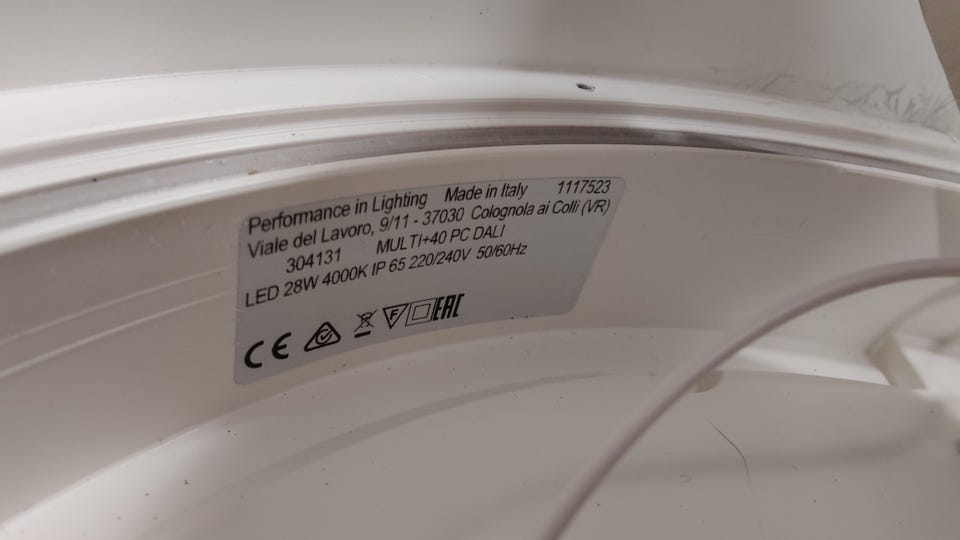 Performance in Lighting Made in Italy 1117523
Viale del Lavoro, 9/11 - 37030 Colognola ai Colli (VR)
304131 MULTI+40 PC DALI
LED 28W 4000K IP 65 220/240V 50/60Hz
CE F EAC